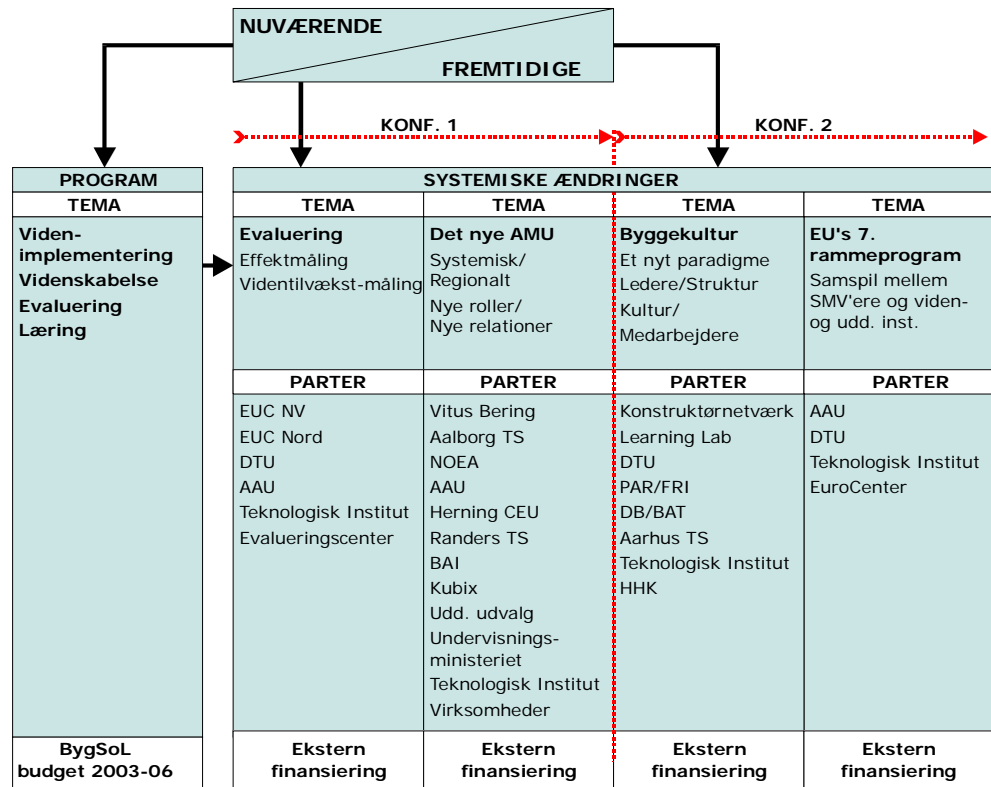 NUVÆRENDE
FREMTIDIGE
KONF. 1
KONF. 2
PROGRAM
TEMA
Viden-
implementering
Videnskabelse
Evaluering
Læring
BygSoL
budget 2003-06
SYSTEMISKE ÆNDRINGER
TEMA
Evaluering
Effektmåling
Videntilvækst-måling
PARTER
EUC NV
EUC Nord
DTU
AAU
Teknologisk Institut
Evalueringscenter
Ekstern
finansiering
TEMA
Det nye AMU
Systemisk/
Regionalt
Nye roller/
Nye relationer
PARTER
Vitus Bering
Aalborg TS
NOEA
AAU
Herning CEU
Randers TS
BAI
Kubix
Udd. udvalg
Undervisnings-
ministeriet
Teknologisk Institut
Virksomheder
Ekstern
finansiering
TEMA
Byggekultur
Et nyt paradigme
Ledere/Struktur
Kultur/
Medarbejdere
PARTER
Konstruktørnetværk
Learning Lab
DTU
PAR/FRI
DB/BAT
Aarhus TS
Teknologisk Institut
HHK
Ekstern
finansiering
TEMA
EU's 7.
rammeprogram
Samspil mellem
SMV'ere og viden-
og udd. inst.
PARTER
AAU
DTU
Teknologisk Institut
EuroCenter
Ekstern
finansiering